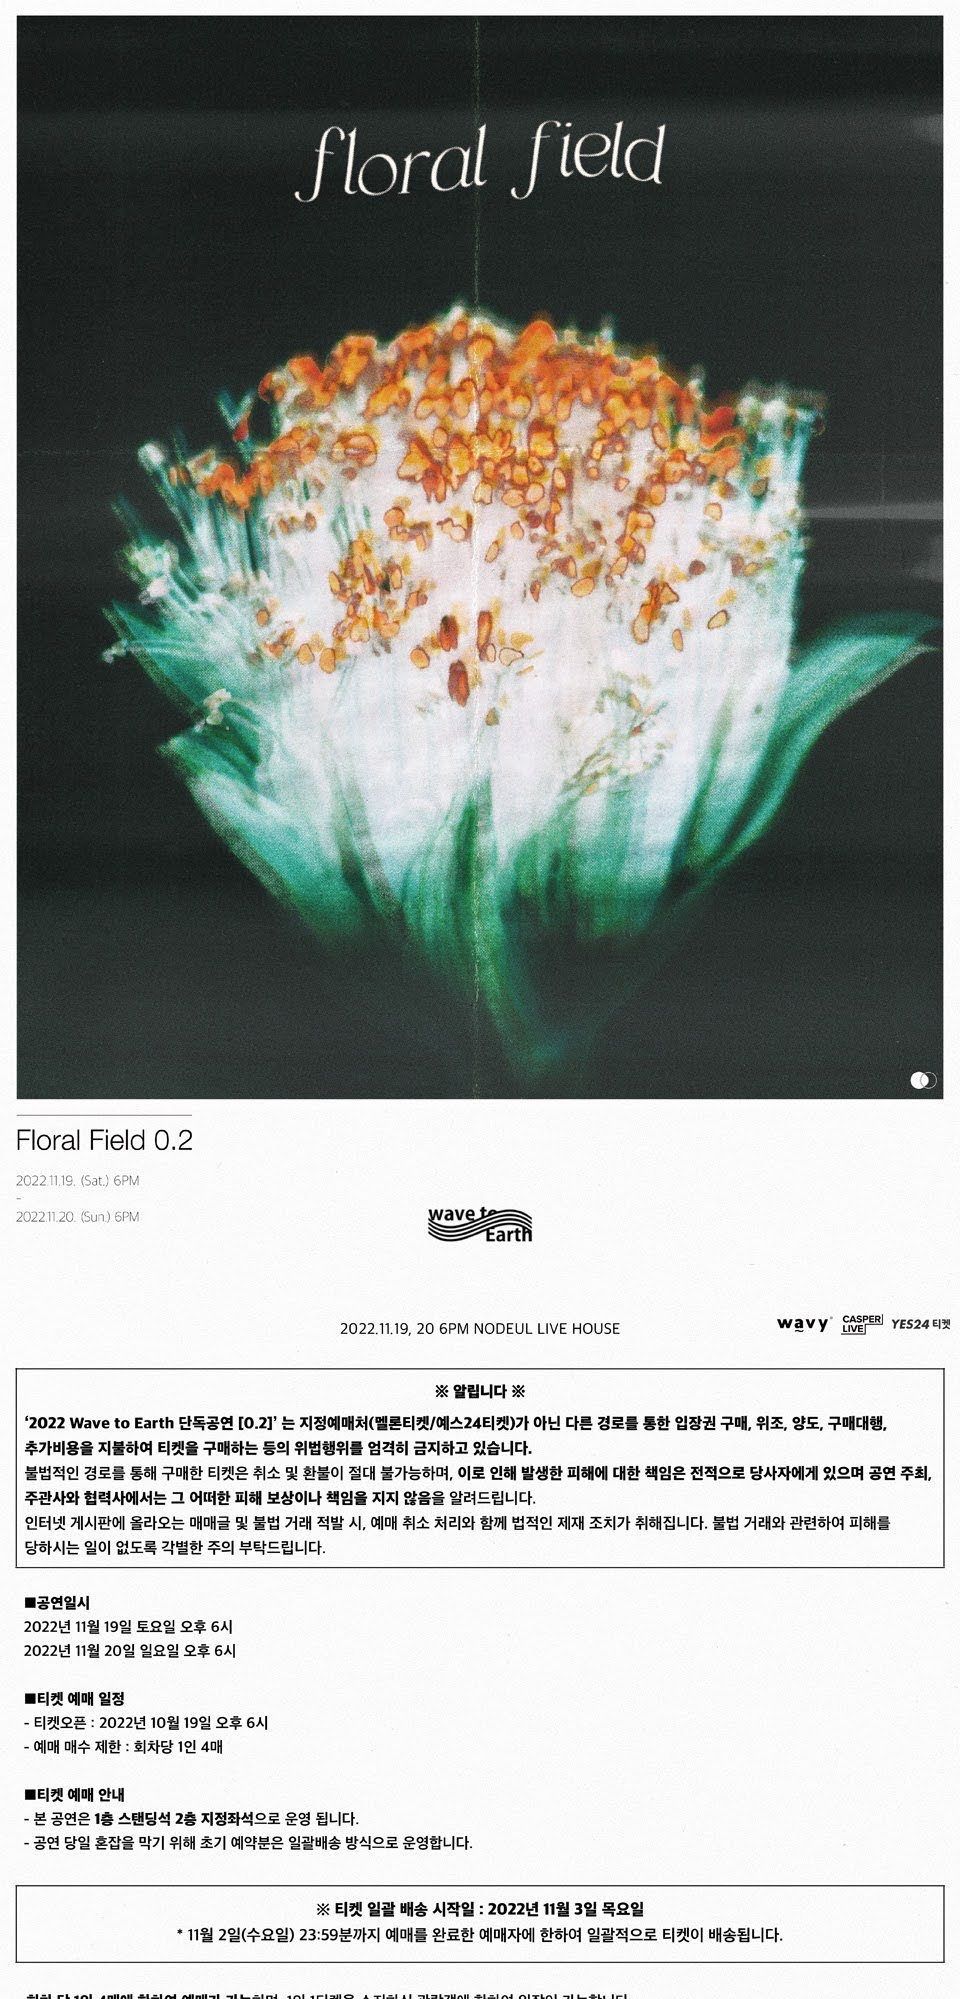 floral field
Floral Field 0.2
2022.11.19. (Sat.) 6PM
-
2022.11.20. (Sun.) 6PM
wave to
Earth
2022.11.19, 20 6PM NODEUL LIVE HOUSE
wavy
CASPER
LIVE
YES24 티켓
※ 알립니다 ※
‘2022 Wave to Earth 단독공연 [0.2]’ 는 지정예매처(멜론티켓/예스24티켓)가 아닌 다른 경로를 통한 입장권 구매, 위조, 양도, 구매대행,
추가비용을 지불하여 티켓을 구매하는 등의 위법행위를 엄격히 금지하고 있습니다.
불법적인 경로를 통해 구매한 티켓은 취소 및 환불이 절대 불가능하며, 이로 인해 발생한 피해에 대한 책임은 전적으로 당사자에게 있으며 공연 주최,
주관사와 협력사에서는 그 어떠한 피해 보상이나 책임을 지지 않음을 알려드립니다.
인터넷 게시판에 올라오는 매매글 및 불법 거래 적발 시, 예매 취소 처리와 함께 법적인 제재 조치가 취해집니다. 불법 거래와 관련하여 피해를
당하시는 일이 없도록 각별한 주의 부탁드립니다.
■공연일시
2022년 11월 19일 토요일 오후 6시
2022년 11월 20일 일요일 오후 6시
■티켓 예매 일정
- 티켓오픈 : 2022년 10월 19일 오후 6시
- 예매 매수 제한 : 회차당 1인 4매
■티켓 예매 안내
- 본 공연은 1층 스탠딩석 2층 지정좌석으로 운영 됩니다.
- 공연 당일 혼잡을 막기 위해 초기 예약분은 일괄배송 방식으로 운영합니다.
※ 티켓 일괄 배송 시작일 : 2022년 11월 3일 목요일
* 11월 2일(수요일) 23:59분까지 예매를 완료한 예매자에 한하여 일괄적으로 티켓이 배송됩니다.